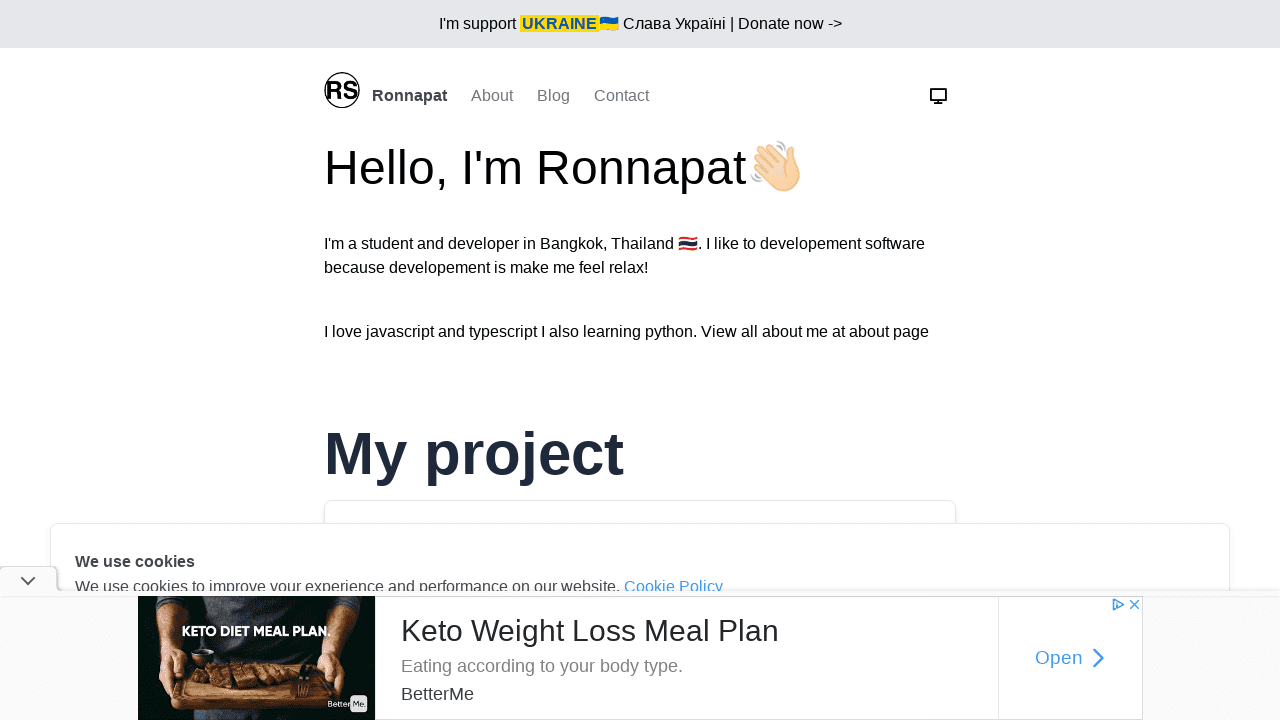 I'm support UKRAINE🇺🇦 Слава Україні | Donate now ->
RS
Ronnapat About Blog Contact
Hello, I'm Ronnapat👋🏻
I'm a student and developer in Bangkok, Thailand 🇹🇭. I like to developement software
because developement is make me feel relax!
I love javascript and typescript I also learning python. View all about me at about page
My project
We use cookies
We use cookies to improve your experience and performance on our website. Cookie Policy
KETO DIET MEAL PLAN.
BetterMe.
Keto Weight Loss Meal Plan
Eating according to your body type.
BetterMe
Open